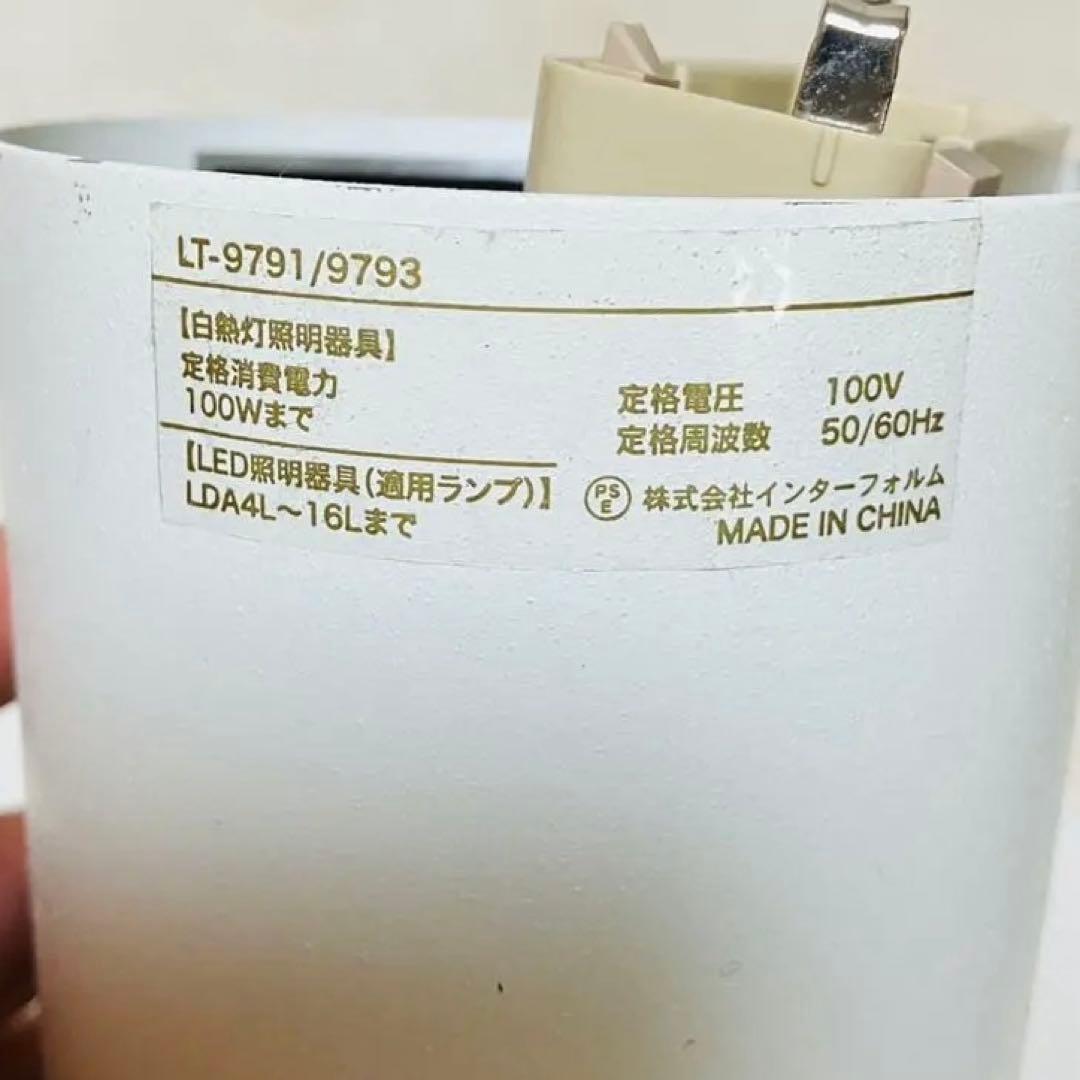 LT-9791/9793
【白熱灯照明器具】
定格消費電力
100Wまで
【LED照明器具(適用ランプ)】
LDA4L～16Lまで
定格電圧 100V
定格周波数 50/60Hz
PSE 株式会社インターフォルム
MADE IN CHINA